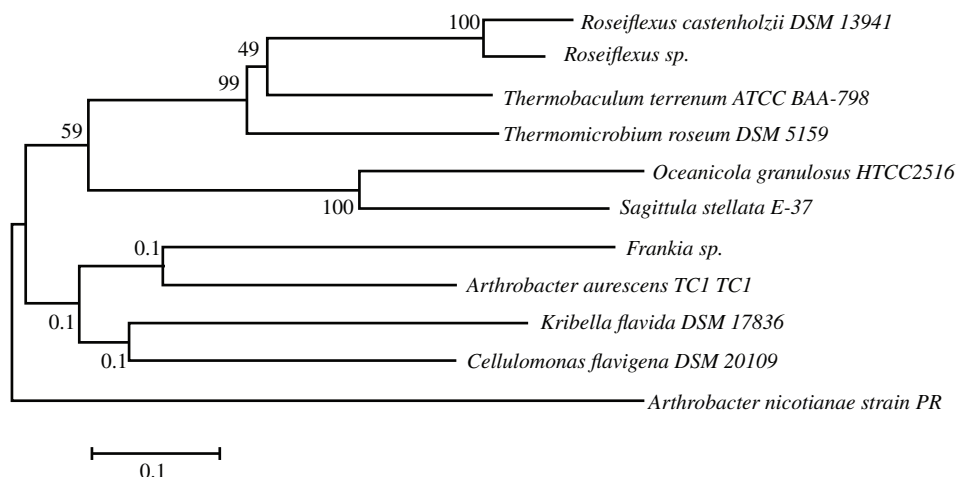 100
Roseiflexus castenholzii DSM 13941
49
Roseiflexus sp.
99
Thermobaculum terrenum ATCC BAA-798
59
Thermomicrobium roseum DSM 5159
Oceanicola granulosus HTCC2516
100
Sagittula stellata E-37
0.1
Frankia sp.
Arthrobacter aurescens TC1 TC1
0.1
Kribella flavida DSM 17836
0.1
Cellulomonas flavigena DSM 20109
Arthrobacter nicotianae strain PR
0.1